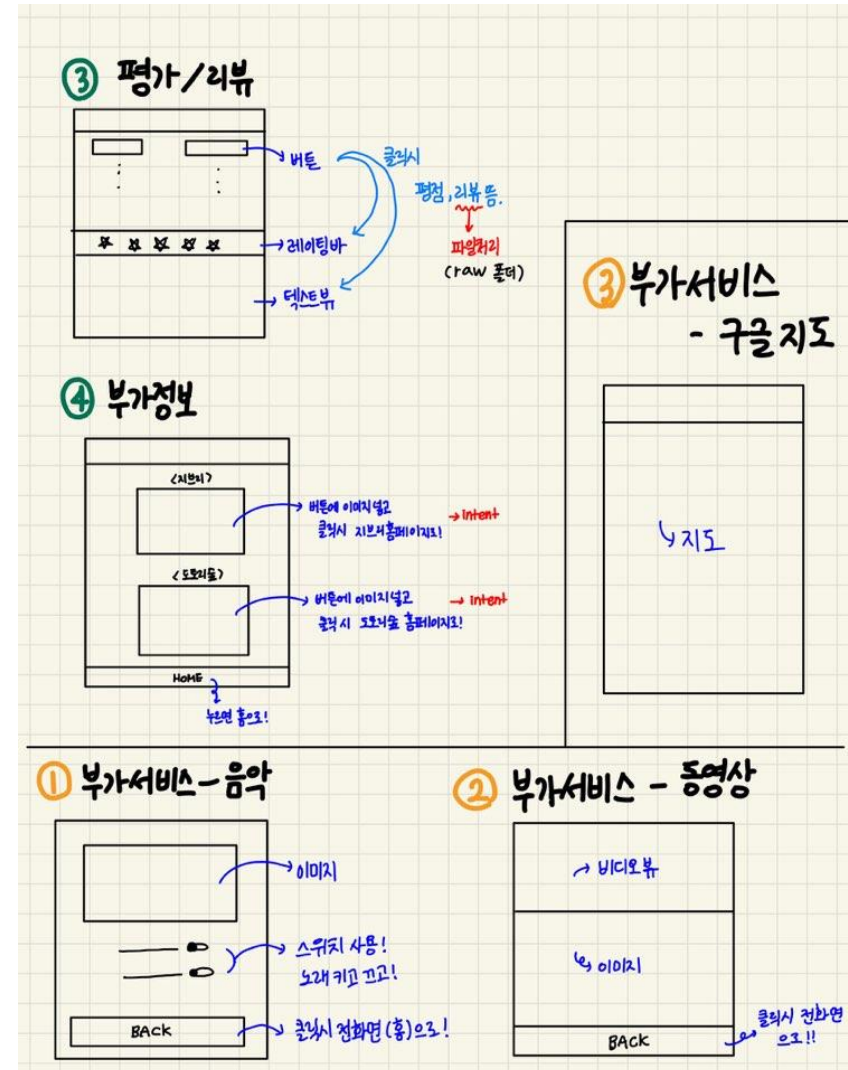 ③ 평가/리뷰
→ 버튼
클릭시
평점, 리뷰 뜸.
파일처리
(raw 폴더)
→ 레이팅바
→ 텍스트뷰
④ 부가정보
<지브리>
버튼에 이미지 넣고
클릭시 지브리홈페이지로!
→ intent
<도토리숲>
버튼에 이미지 넣고
클릭시 도토리숲 홈페이지로!
→ intent
HOME
누르면 홈으로!
③ 부가서비스
- 구글 지도
지도
① 부가서비스 - 음악
이미지
스위치 사용!
노래 키고 끄고!
BACK
클릭시 전화면(홈)으로!
② 부가서비스 - 동영상
비디오뷰
이미지
BACK
클릭시 전화면
으로!!